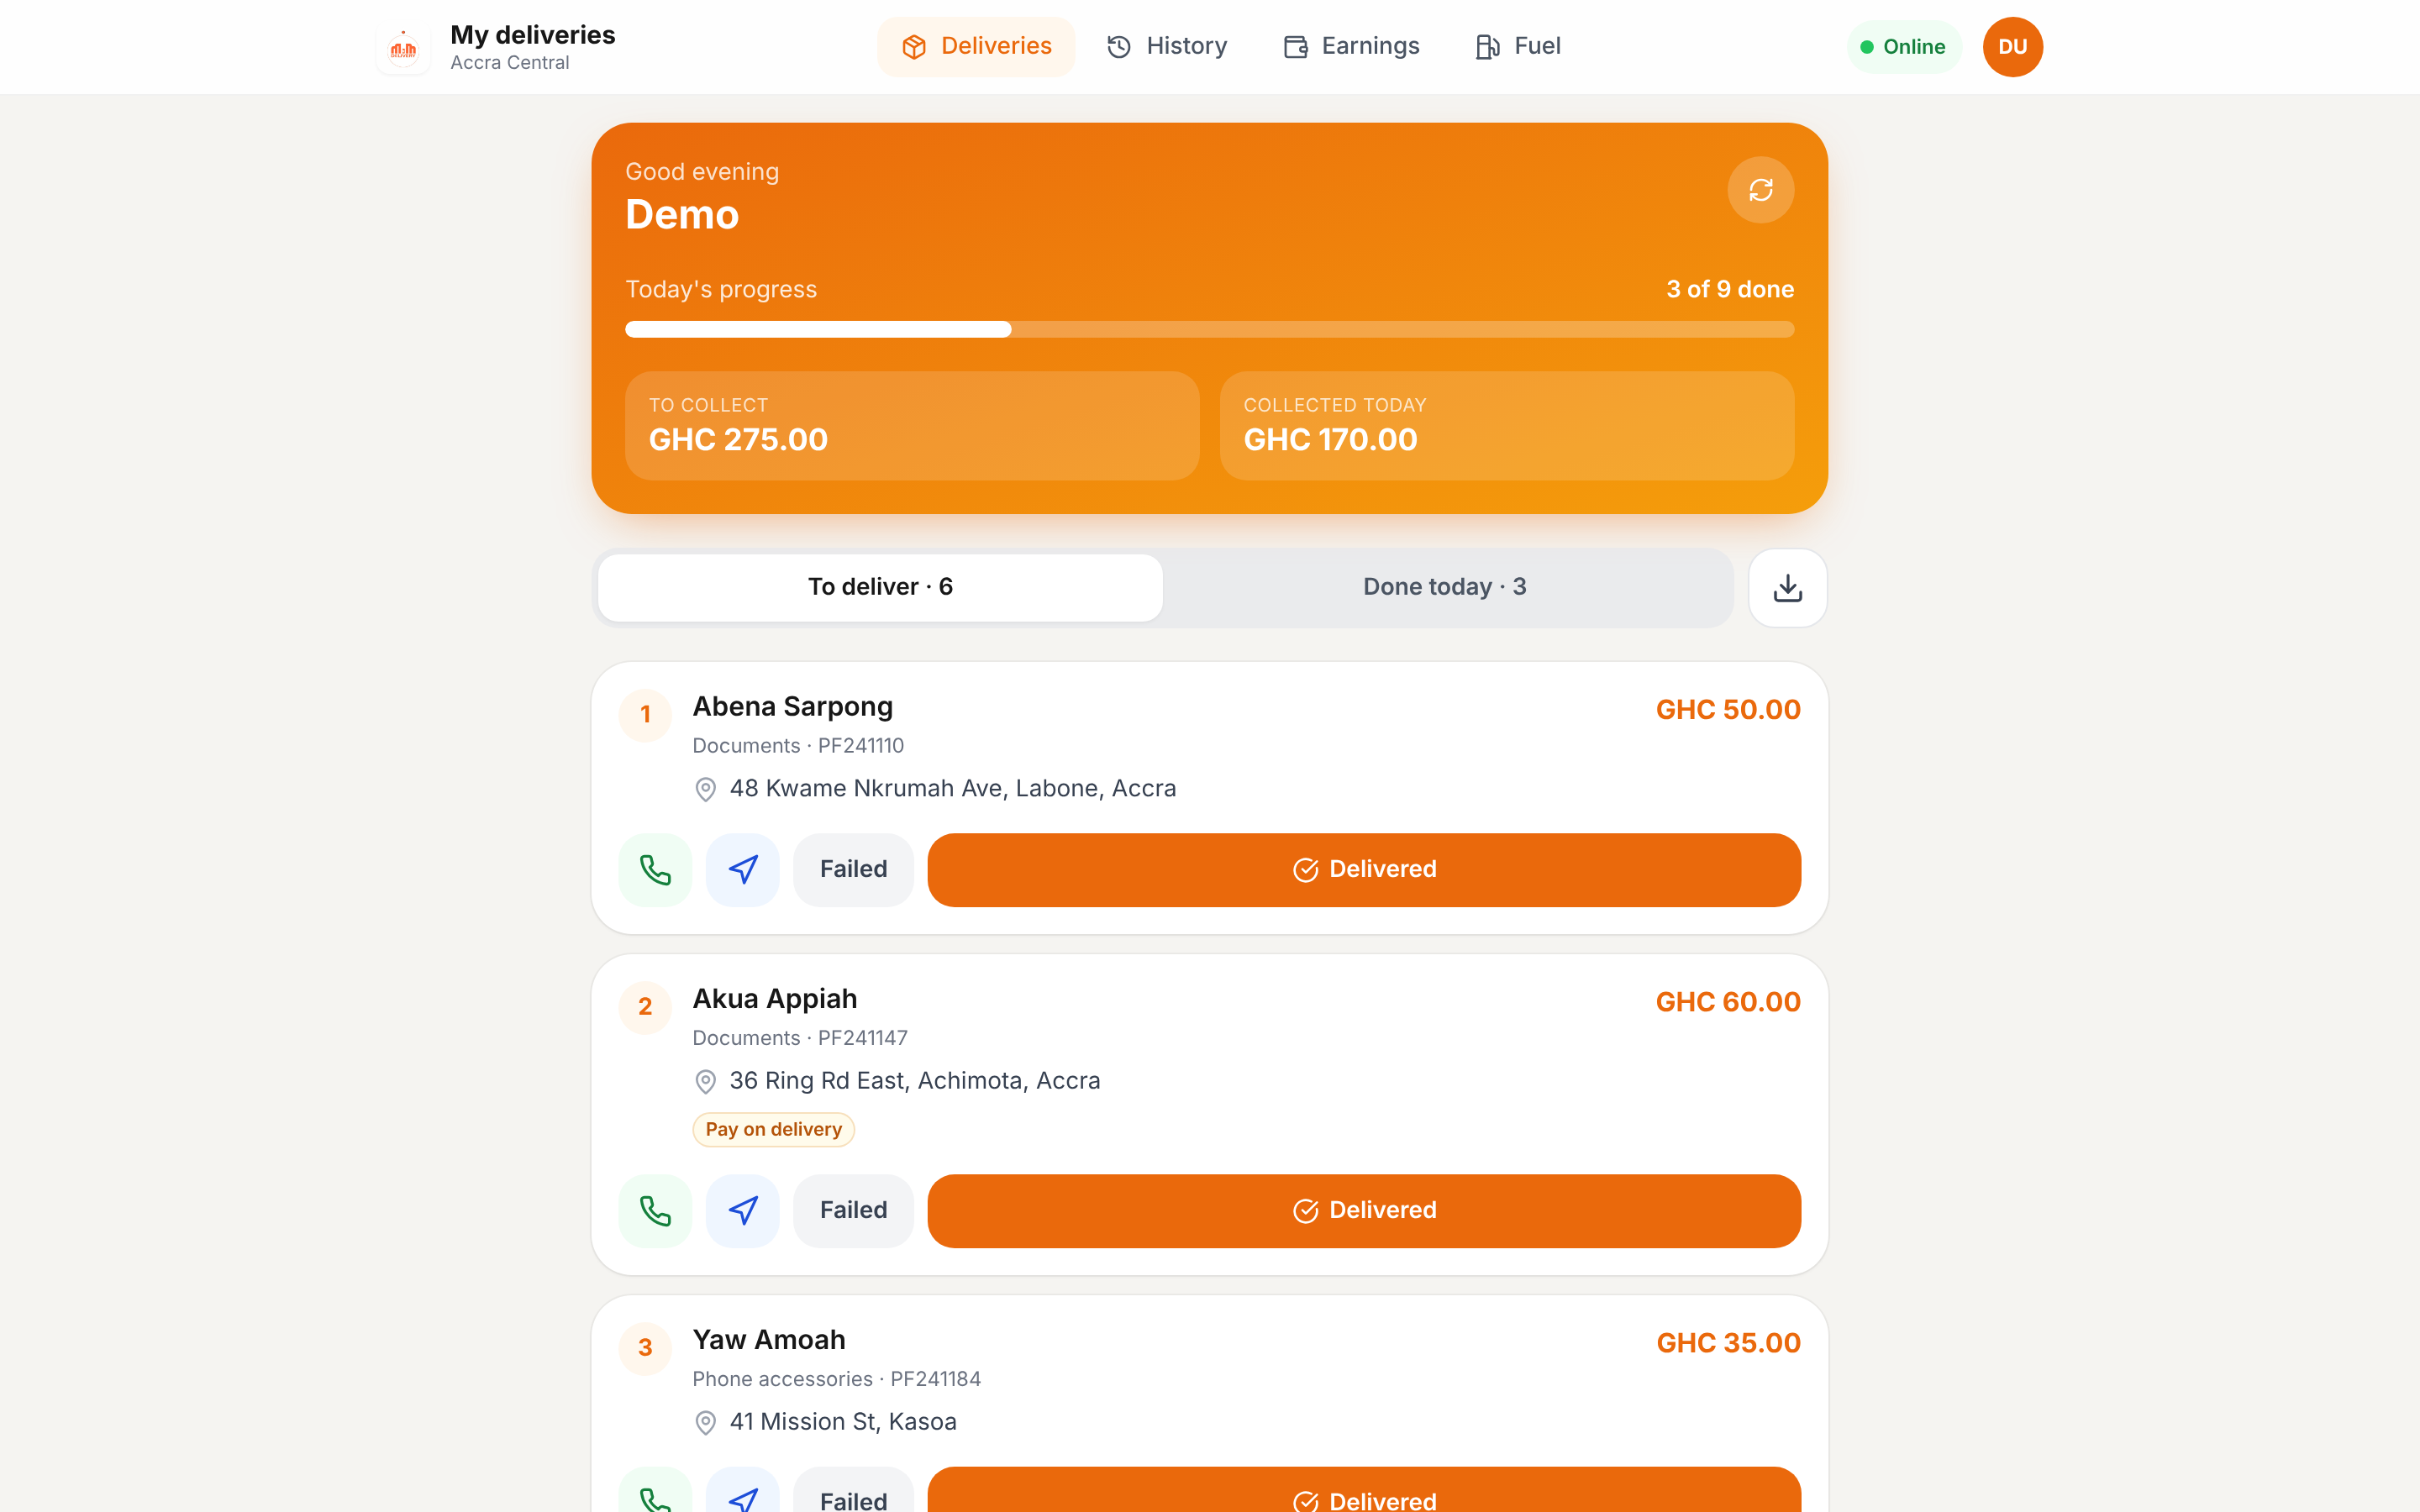 My deliveries
Accra Central
Deliveries
History
Earnings
Fuel
Online
DU
Good evening
Demo
Today's progress
3 of 9 done
TO COLLECT
GHC 275.00
COLLECTED TODAY
GHC 170.00
To deliver · 6
Done today · 3
1
Abena Sarpong
GHC 50.00
Documents · PF241110
48 Kwame Nkrumah Ave, Labone, Accra
Failed
Delivered
2
Akua Appiah
GHC 60.00
Documents · PF241147
36 Ring Rd East, Achimota, Accra
Pay on delivery
Failed
Delivered
3
Yaw Amoah
GHC 35.00
Phone accessories · PF241184
41 Mission St, Kasoa
Failed
Delivered